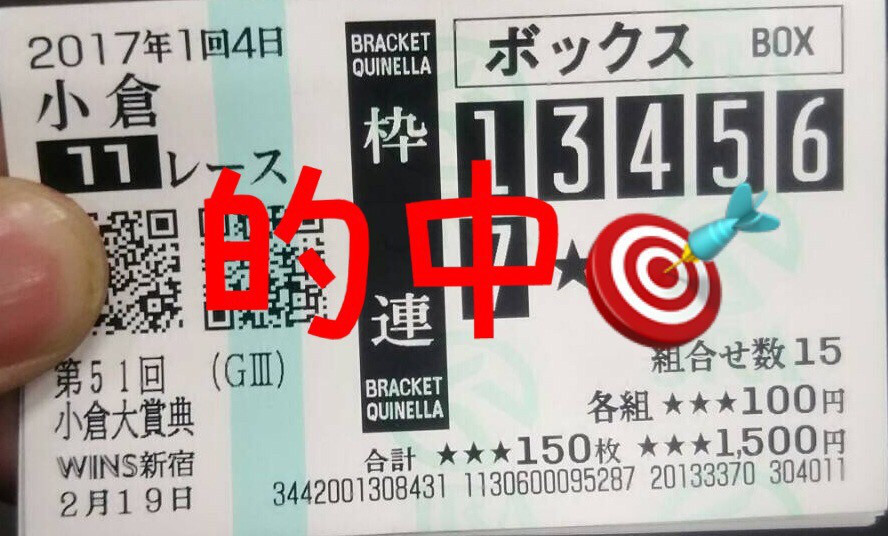 2017年1回4日
小倉
11レース
第51回 (GⅢ)
小倉大賞典
WINS新宿
2月19日
BRACKET
QUINELLA
枠
連
BRACKET
QUINELLA
ボックス BOX
1 3 4 5 6
7 ★
的中
組合せ数15
各組 ★★★100円
合計 ★★★150枚 ★★★1,500円
3442001308431 1130600095287 20133370 304011